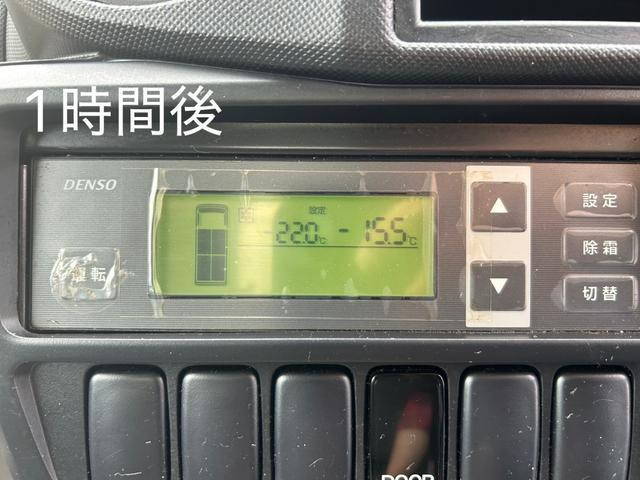 1時間後
DENSO
設定
-22.0℃ -15.5℃
設定
運転
除霜
切替
DOOR